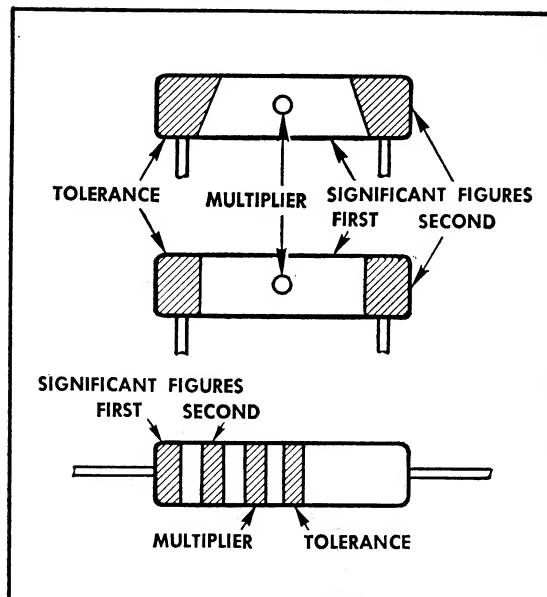 TOLERANCE MULTIPLIER SIGNIFICANT FIGURES
FIRST SECOND
SIGNIFICANT FIGURES
FIRST SECOND
MULTIPLIER TOLERANCE